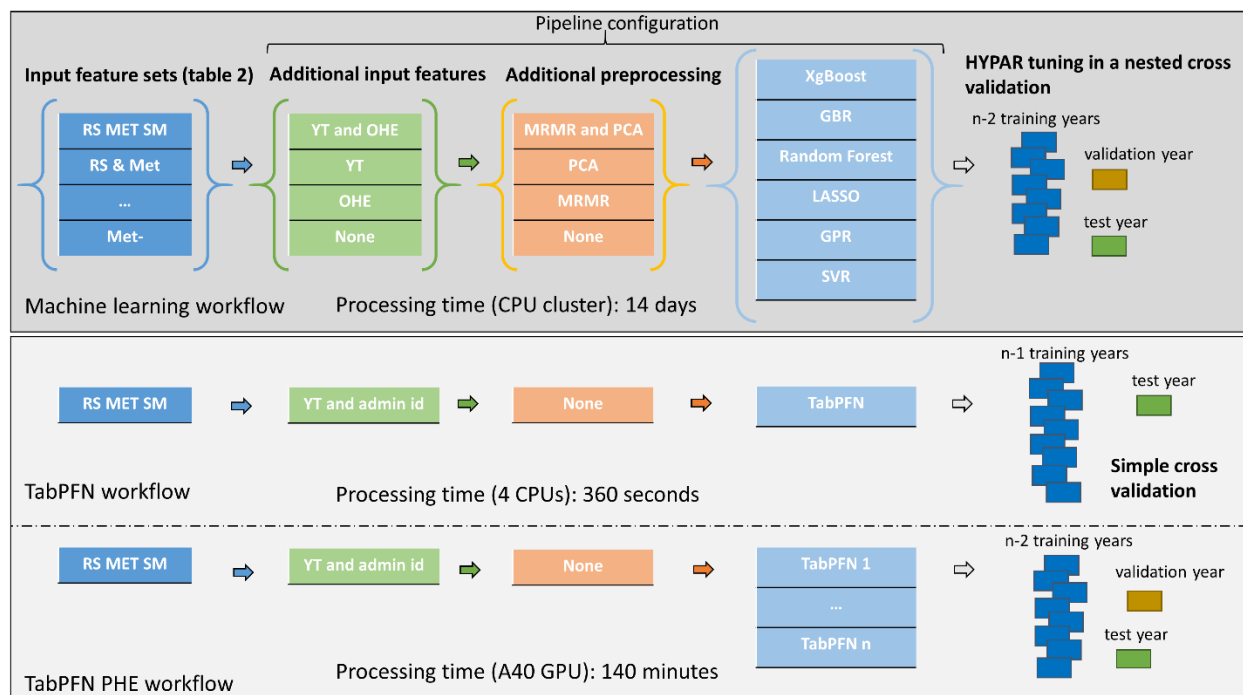 Pipeline configuration
Input feature sets (table 2)
Additional input features
Additional preprocessing
HYPAR tuning in a nested cross
validation
RS MET SM
RS & Met
...
Met-
YT and OHE
YT
OHE
None
MRMR and PCA
PCA
MRMR
None
XgBoost
GBR
Random Forest
LASSO
GPR
SVR
n-2 training years
validation year
test year
Machine learning workflow
Processing time (CPU cluster): 14 days
RS MET SM
YT and admin id
None
TabPFN
n-1 training years
test year
Simple cross
validation
TabPFN workflow
Processing time (4 CPUs): 360 seconds
RS MET SM
YT and admin id
None
TabPFN 1
...
TabPFN n
n-2 training years
validation year
test year
TabPFN PHE workflow
Processing time (A40 GPU): 140 minutes